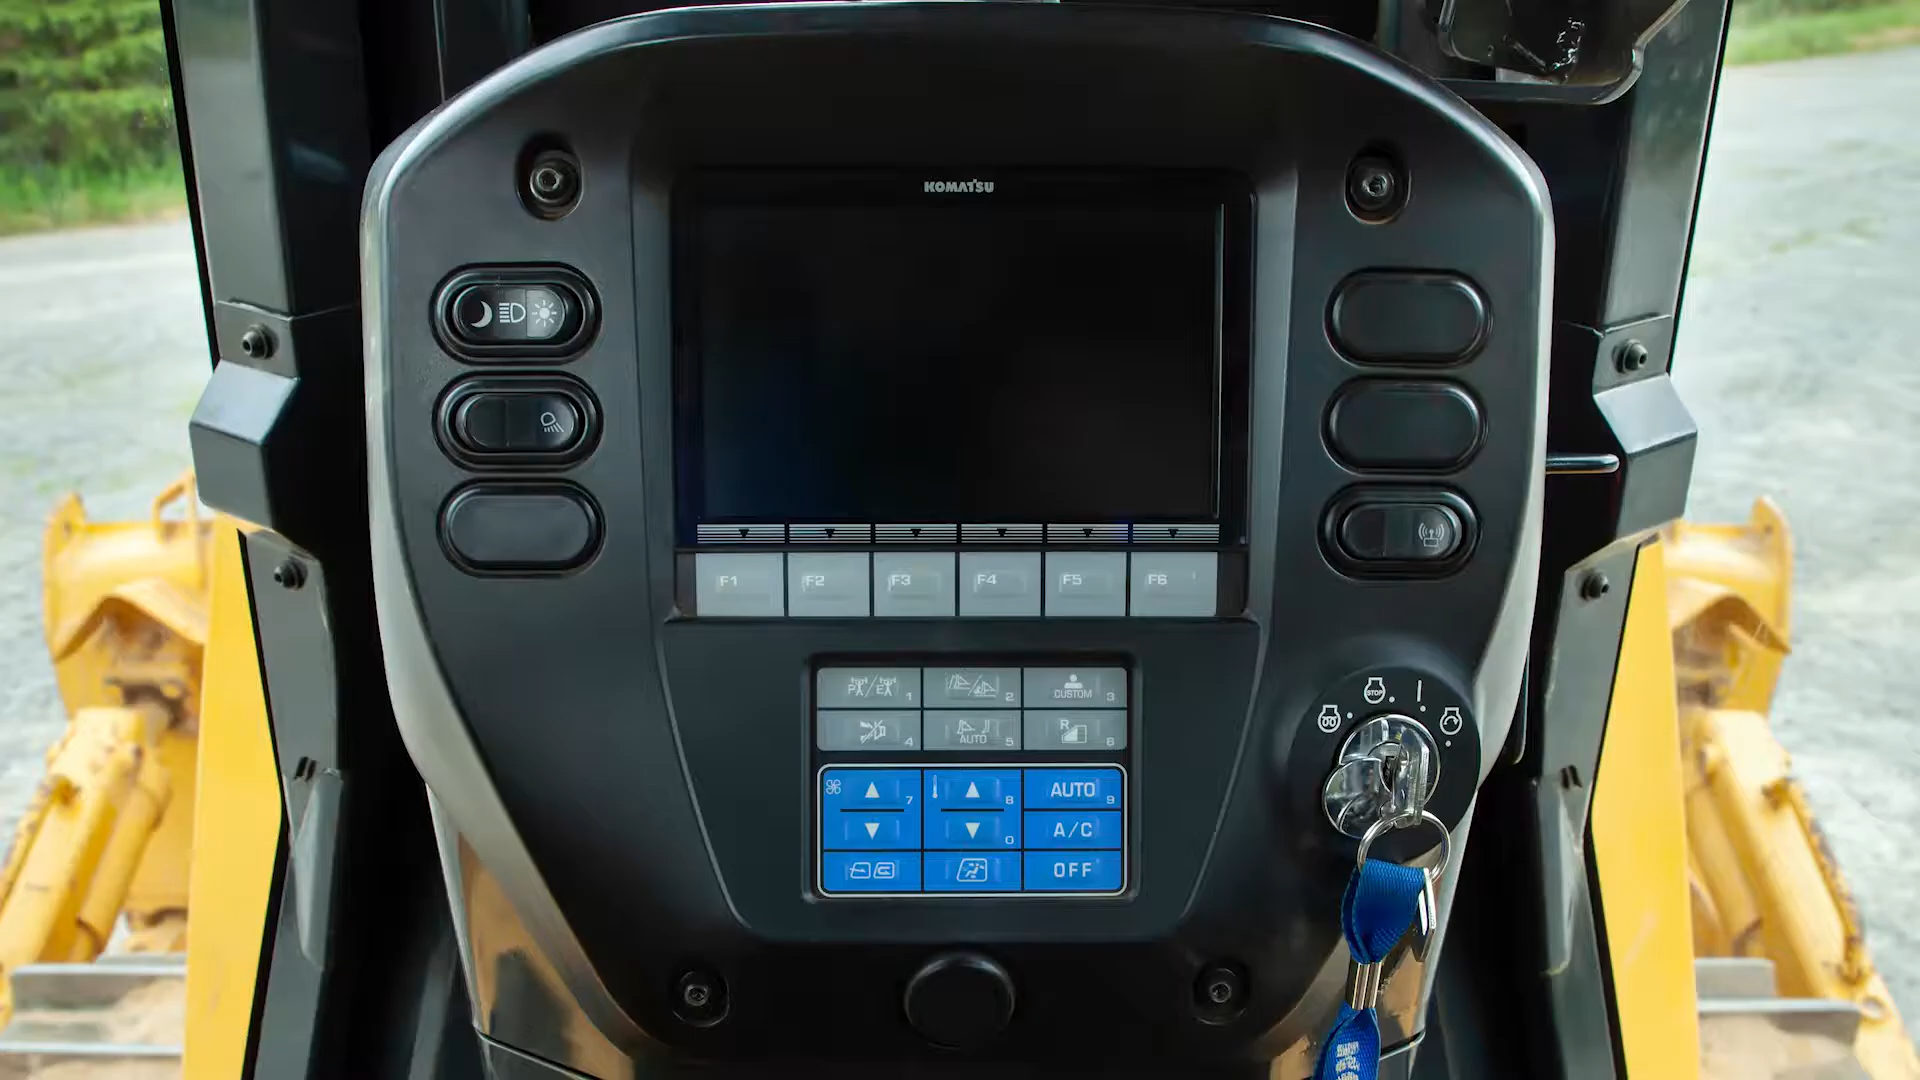 KOMATSU
F1 F2 F3 F4 F5 F6
P / E 1 2 CUSTOM 3
4 AUTO 5 R 6
STOP
7 8 AUTO 9
0 A/C
OFF